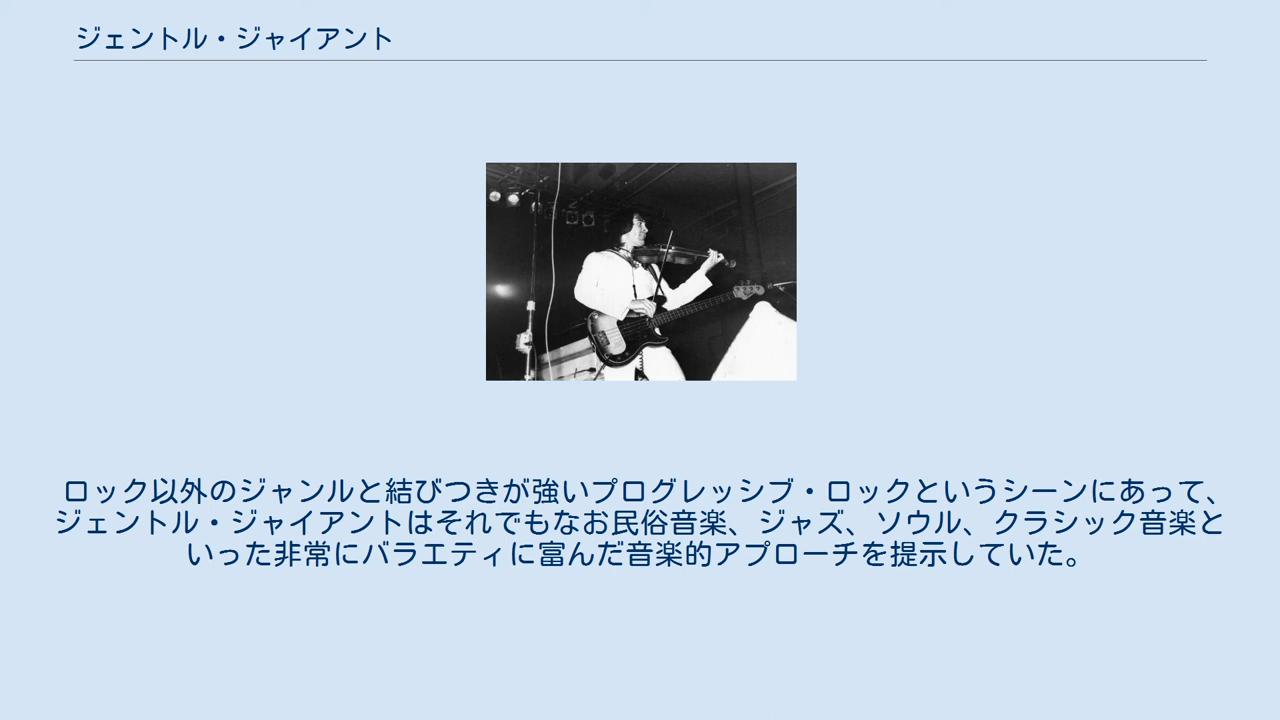 ジェントル・ジャイアント
ロック以外のジャンルと結びつきが強いプログレッシブ・ロックというシーンにあって、
ジェントル・ジャイアントはそれでもなお民俗音楽、ジャズ、ソウル、クラシック音楽と
いった非常にバラエティに富んだ音楽的アプローチを提示していた。